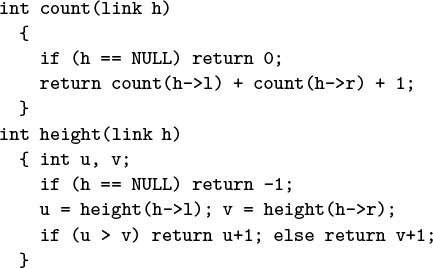 int count(link h)
{
if (h == NULL) return 0;
return count(h->l) + count(h->r) + 1;
}
int height(link h)
{ int u, v;
if (h == NULL) return -1;
u = height(h->l); v = height(h->r);
if (u > v) return u+1; else return v+1;
}